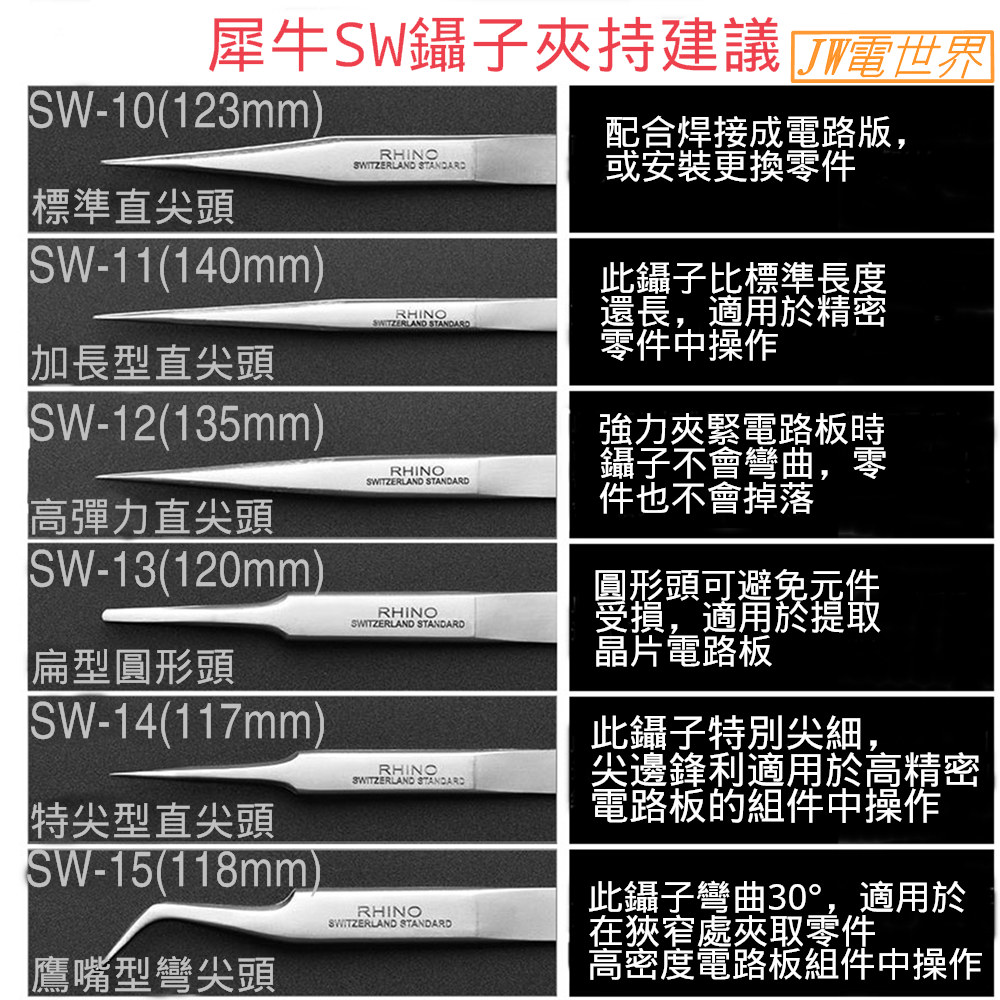 犀牛SW鑷子夾持建議
JW電世界
SW-10(123mm)
RHINO
SWITZERLAND STANDARD
標準直尖頭
配合焊接成電路版，
或安裝更換零件
SW-11(140mm)
RHINO
SWITZERLAND STANDARD
加長型直尖頭
此鑷子比標準長度
還長，適用於精密
零件中操作
SW-12(135mm)
RHINO
SWITZERLAND STANDARD
高彈力直尖頭
強力夾緊電路板時
鑷子不會彎曲，零
件也不會掉落
SW-13(120mm)
RHINO
SWITZERLAND STANDARD
扁型圓形頭
圓形頭可避免元件
受損，適用於提取
晶片電路板
SW-14(117mm)
RHINO
SWITZERLAND STANDARD
特尖型直尖頭
此鑷子特別尖細，
尖邊鋒利適用於高精密
電路板的組件中操作
SW-15(118mm)
RHINO
SWITZERLAND STANDARD
鷹嘴型彎尖頭
此鑷子彎曲30°，適用於
在狹窄處夾取零件
高密度電路板組件中操作